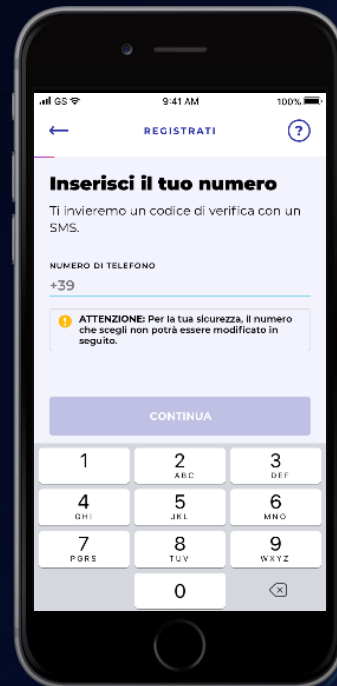 GS 9:41 AM 100%
← REGISTRATI ?
Inserisci il tuo numero
Ti invieremo un codice di verifica con un
SMS.
NUMERO DI TELEFONO
+39
ATTENZIONE: Per la tua sicurezza, il numero
che scegli non potrà essere modificato in
seguito.
CONTINUA
1 2 3
ABC DEF
4 5 6
GHI JKL MNO
7 8 9
PGRS TUV WXYZ
0